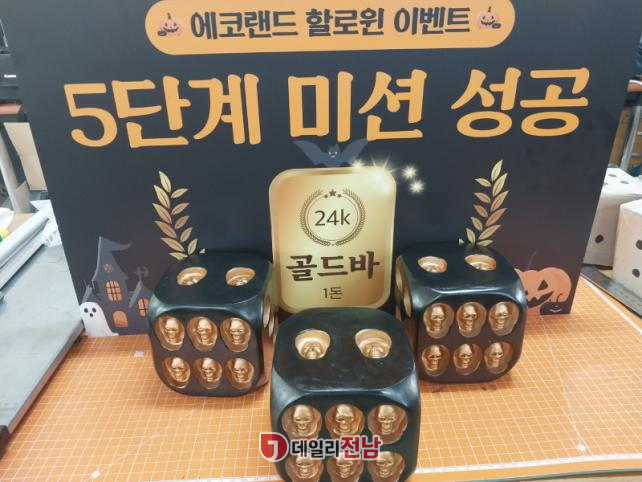 에코랜드 할로윈 이벤트
5단계 미션 성공
24k
골드바
1돈
데일리전남